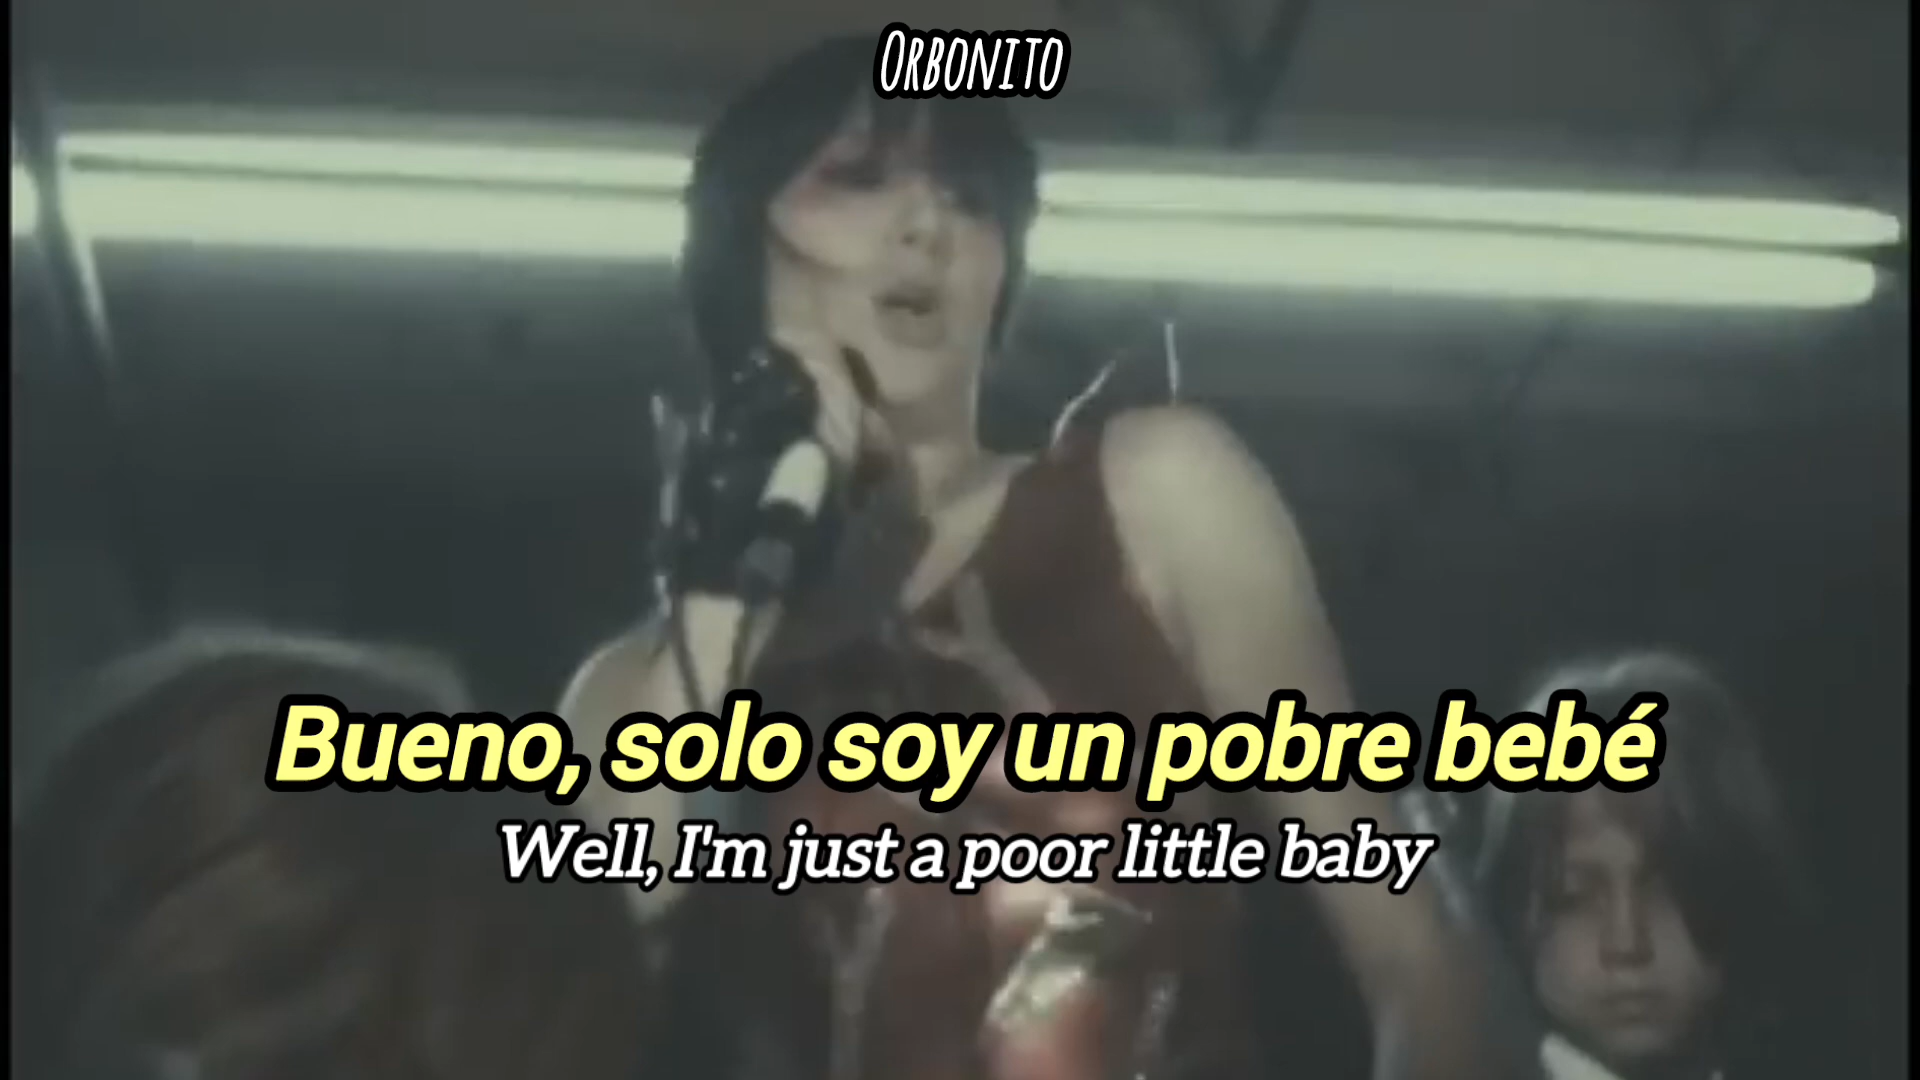 ORBONITO
Bueno, solo soy un pobre bebé
Well, I'm just a poor little baby